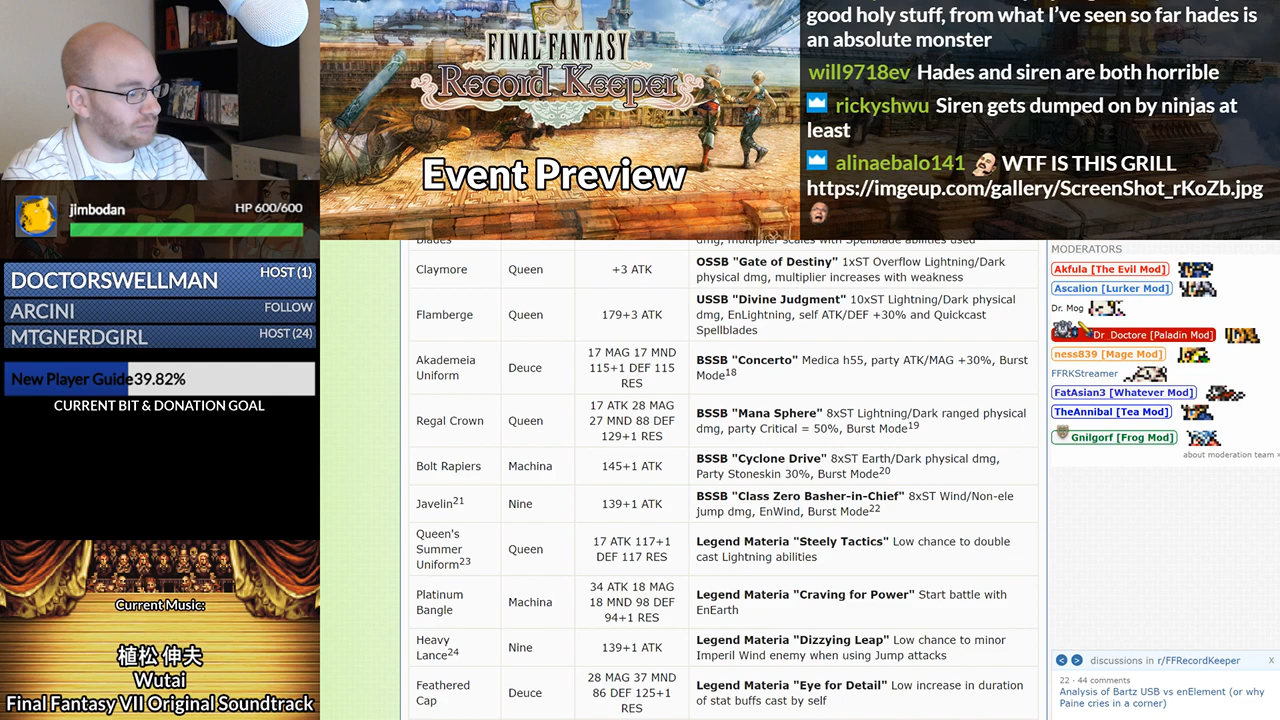 good holy stuff, from what I've seen so far hades is
an absolute monster
will9718ev Hades and siren are both horrible
rickyshwu Siren gets dumped on by ninjas at
least
alinaebalo141 WTF IS THIS GRILL
https://imgeup.com/gallery/ScreenShot_rKoZb.jpg
FINAL FANTASY
Record Keeper
Event Preview
jimbodan HP 600/600
DOCTORSWELLMAN HOST (1)
ARCINI FOLLOW
MTGNERDGIRL HOST (24)
New Player Guide39.82%
CURRENT BIT & DONATION GOAL
Current Music:
植松 伸夫
Wutai
Final Fantasy VII Original Soundtrack
Blades
dmg, multiplier scales with Spellblade abilities used
Claymore
Queen
+3 ATK
OSSB "Gate of Destiny" 1xST Overflow Lightning/Dark
physical dmg, multiplier increases with weakness
Flamberge
Queen
179+3 ATK
USSB "Divine Judgment" 10xST Lightning/Dark physical
dmg, EnLightning, self ATK/DEF +30% and Quickcast
Spellblades
Akademeia
Uniform
Deuce
17 MAG 17 MND
115+1 DEF 115
RES
BSSB "Concerto" Medica h55, party ATK/MAG +30%, Burst
Mode18
Regal Crown
Queen
17 ATK 28 MAG
27 MND 88 DEF
129+1 RES
BSSB "Mana Sphere" 8xST Lightning/Dark ranged physical
dmg, party Critical = 50%, Burst Mode19
Bolt Rapiers
Machina
145+1 ATK
BSSB "Cyclone Drive" 8xST Earth/Dark physical dmg,
Party Stoneskin 30%, Burst Mode20
Javelin21
Nine
139+1 ATK
BSSB "Class Zero Basher-in-Chief" 8xST Wind/Non-ele
jump dmg, EnWind, Burst Mode22
Queen's
Summer
Uniform23
Queen
17 ATK 117+1
DEF 117 RES
Legend Materia "Steely Tactics" Low chance to double
cast Lightning abilities
Platinum
Bangle
Machina
34 ATK 18 MAG
18 MND 98 DEF
94+1 RES
Legend Materia "Craving for Power" Start battle with
EnEarth
Heavy
Lance24
Nine
139+1 ATK
Legend Materia "Dizzying Leap" Low chance to minor
Imperil Wind enemy when using Jump attacks
Feathered
Cap
Deuce
28 MAG 37 MND
86 DEF 125+1
RES
Legend Materia "Eye for Detail" Low increase in duration
of stat buffs cast by self
MODERATORS
Akfula [The Evil Mod]
Ascalion [Lurker Mod]
Dr. Mog
Dr_Doctore [Paladin Mod]
ness839 [Mage Mod]
FFRKStreamer
FatAsian3 [Whatever Mod]
TheAnnibal [Tea Mod]
Gnilgorf [Frog Mod]
about moderation team »
discussions in r/FFRecordKeeper X
22 · 44 comments
Analysis of Bartz USB vs enElement (or why
Paine cries in a corner)